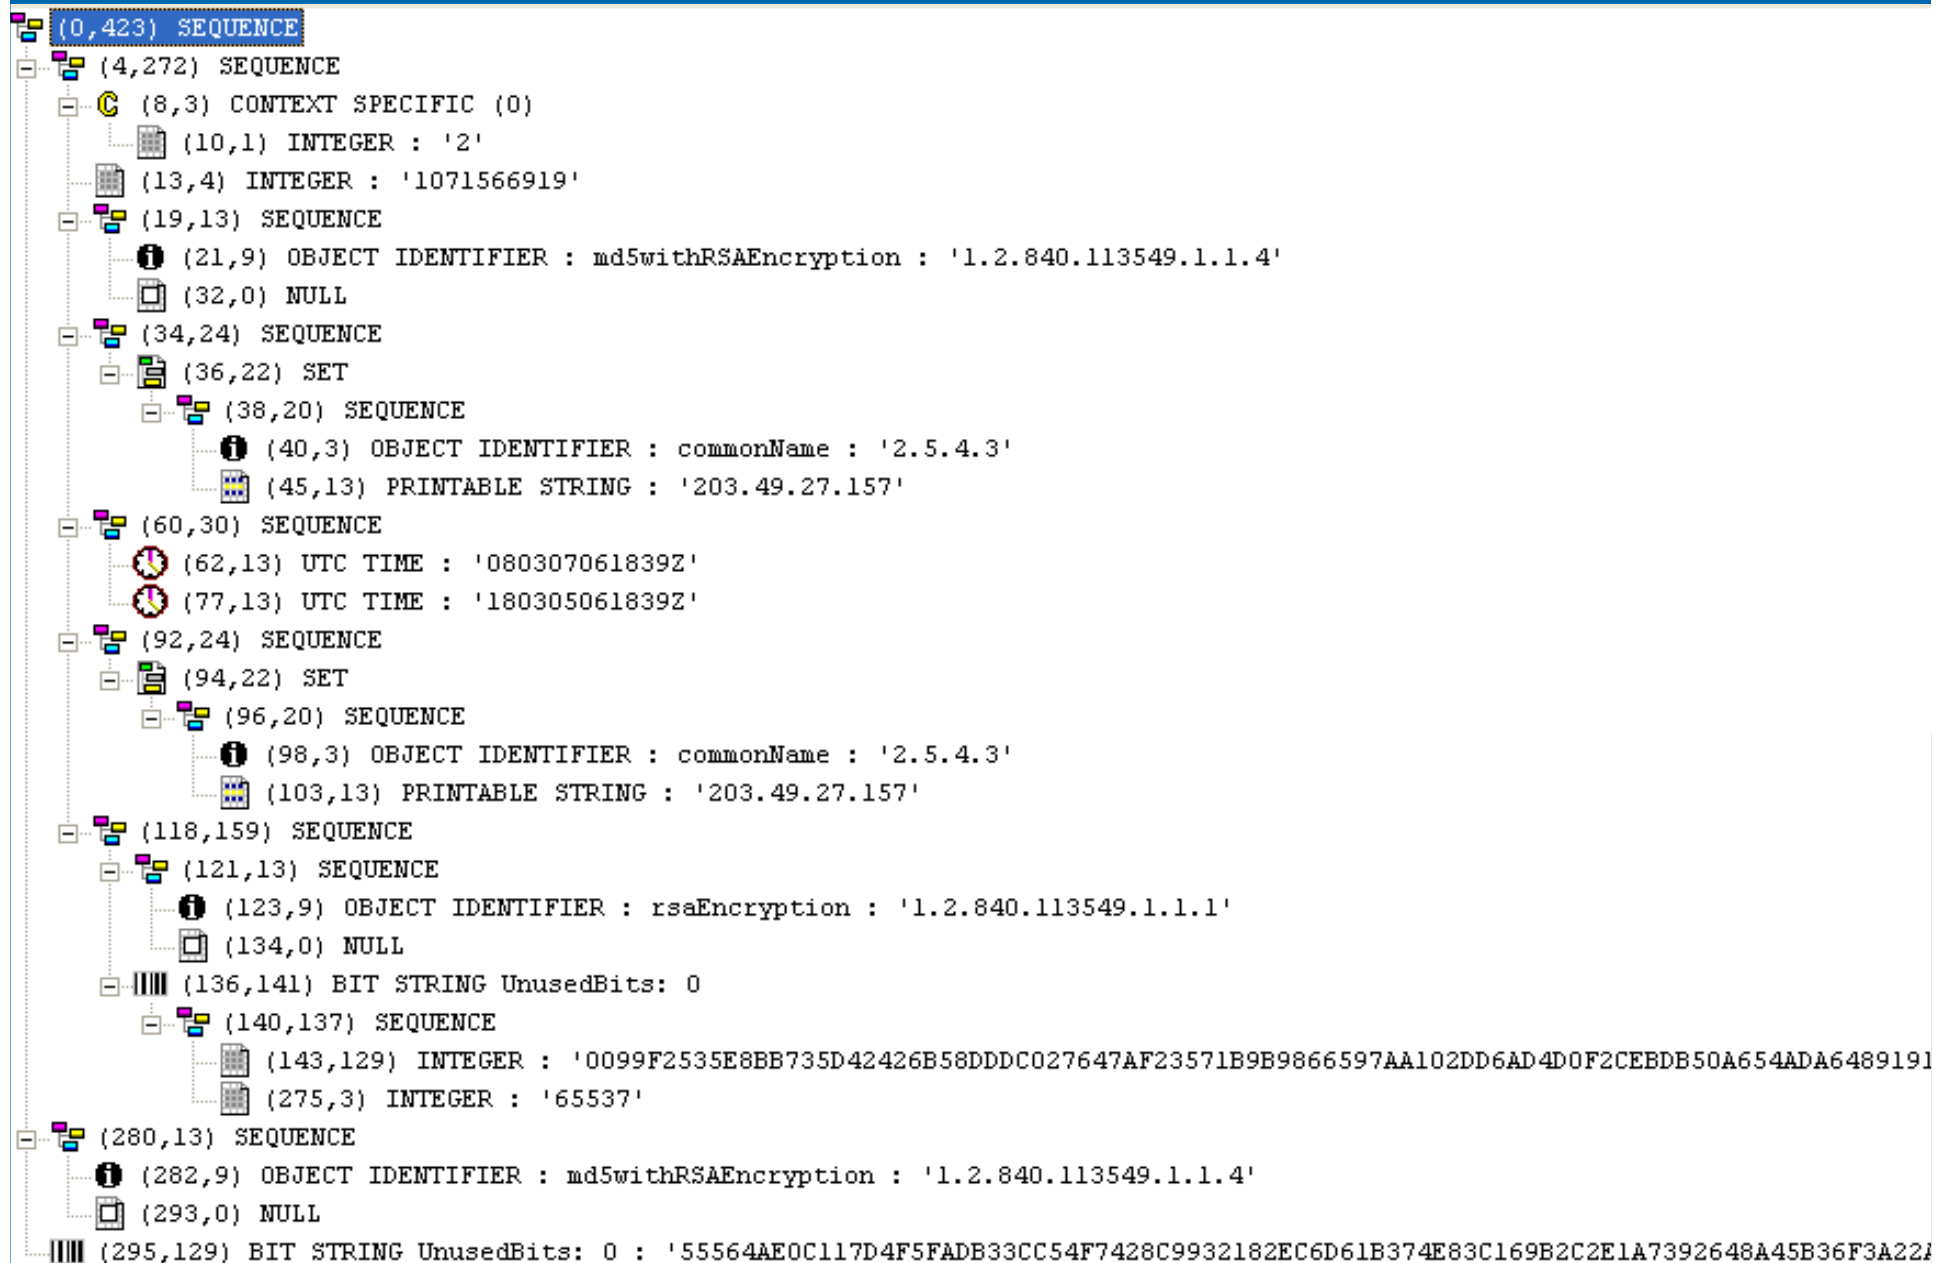 (0,423) SEQUENCE
(4,272) SEQUENCE
C (8,3) CONTEXT SPECIFIC (0)
(10,1) INTEGER : '2'
(13,4) INTEGER : '1071566919'
(19,13) SEQUENCE
(21,9) OBJECT IDENTIFIER : md5withRSAEncryption : '1.2.840.113549.1.1.4'
(32,0) NULL
(34,24) SEQUENCE
(36,22) SET
(38,20) SEQUENCE
(40,3) OBJECT IDENTIFIER : commonName : '2.5.4.3'
(45,13) PRINTABLE STRING : '203.49.27.157'
(60,30) SEQUENCE
(62,13) UTC TIME : '080307061839Z'
(77,13) UTC TIME : '180305061839Z'
(92,24) SEQUENCE
(94,22) SET
(96,20) SEQUENCE
(98,3) OBJECT IDENTIFIER : commonName : '2.5.4.3'
(103,13) PRINTABLE STRING : '203.49.27.157'
(118,159) SEQUENCE
(121,13) SEQUENCE
(123,9) OBJECT IDENTIFIER : rsaEncryption : '1.2.840.113549.1.1.1'
(134,0) NULL
(136,141) BIT STRING UnusedBits: 0
(140,137) SEQUENCE
(143,129) INTEGER : '0099F2535E8BB735D42426B58DDDC027647AF23571B9B9866597AA102DD6AD4D0F2CEBDB50A654ADA6489191
(275,3) INTEGER : '65537'
(280,13) SEQUENCE
(282,9) OBJECT IDENTIFIER : md5withRSAEncryption : '1.2.840.113549.1.1.4'
(293,0) NULL
(295,129) BIT STRING UnusedBits: 0 : '55564AE0C117D4F5FADB33CC54F7428C9932182EC6D61B374E83C169B2C2E1A7392648A45B36F3A22A